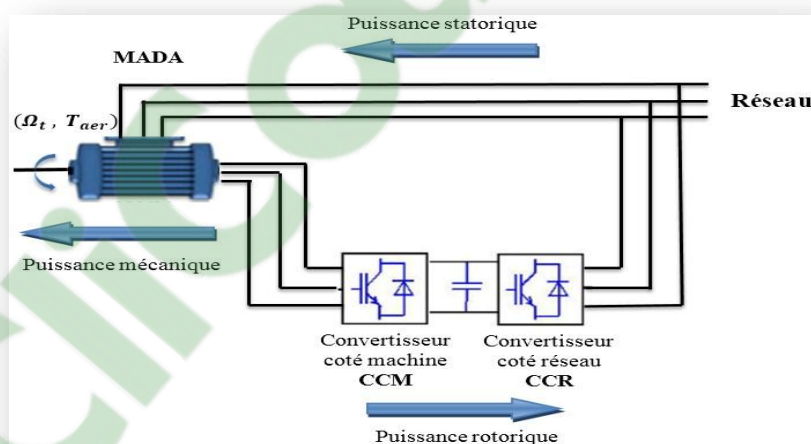 Puissance statorique
MADA
Réseau
(Ω_t , T_aer)
Puissance mécanique
Convertisseur
coté machine
CCM
Convertisseur
coté réseau
CCR
Puissance rotorique